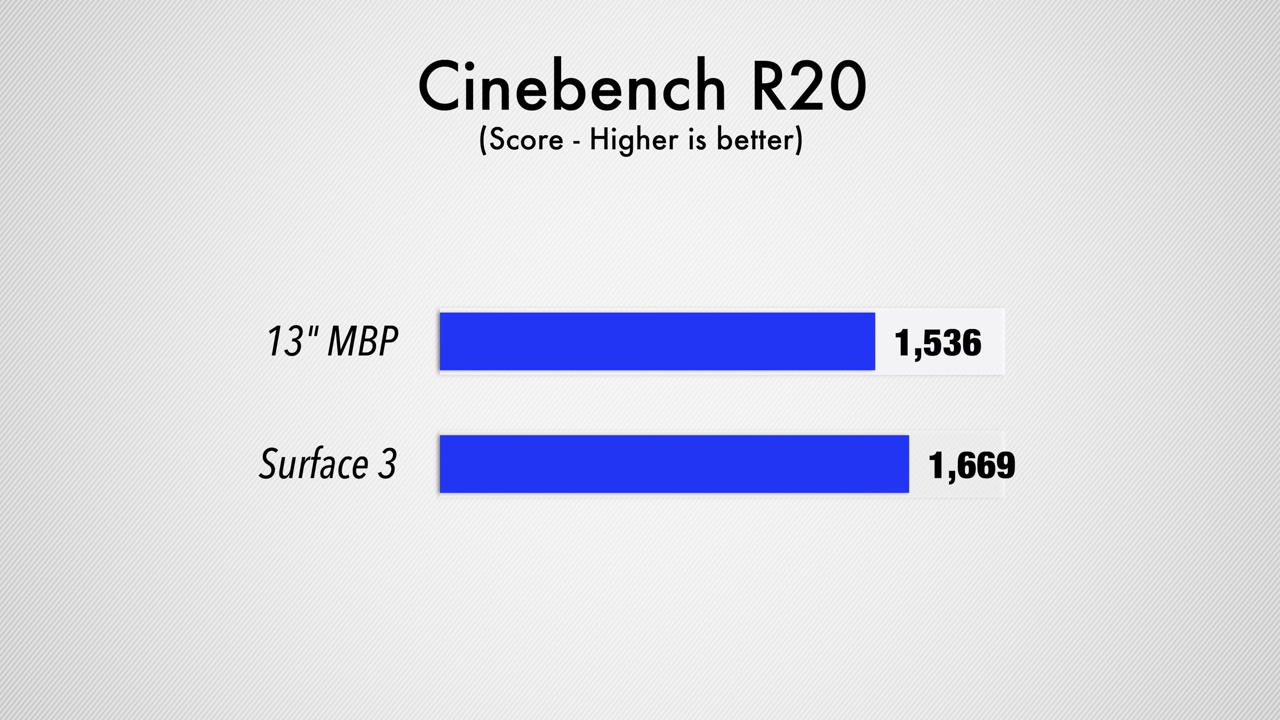 Cinebench R20
(Score - Higher is better)
13" MBP 1,536
Surface 3 1,669